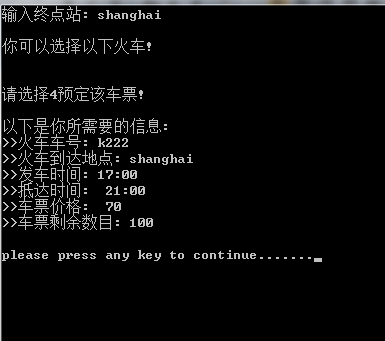 输入终点站: shanghai
你可以选择以下火车!
请选择4预定该车票!
以下是你所需要的信息:
>>火车车号: k222
>>火车到达地点: shanghai
>>发车时间: 17:00
>>抵达时间:  21:00
>>车票价格:  70
>>车票剩余数目: 100
please press any key to continue.......